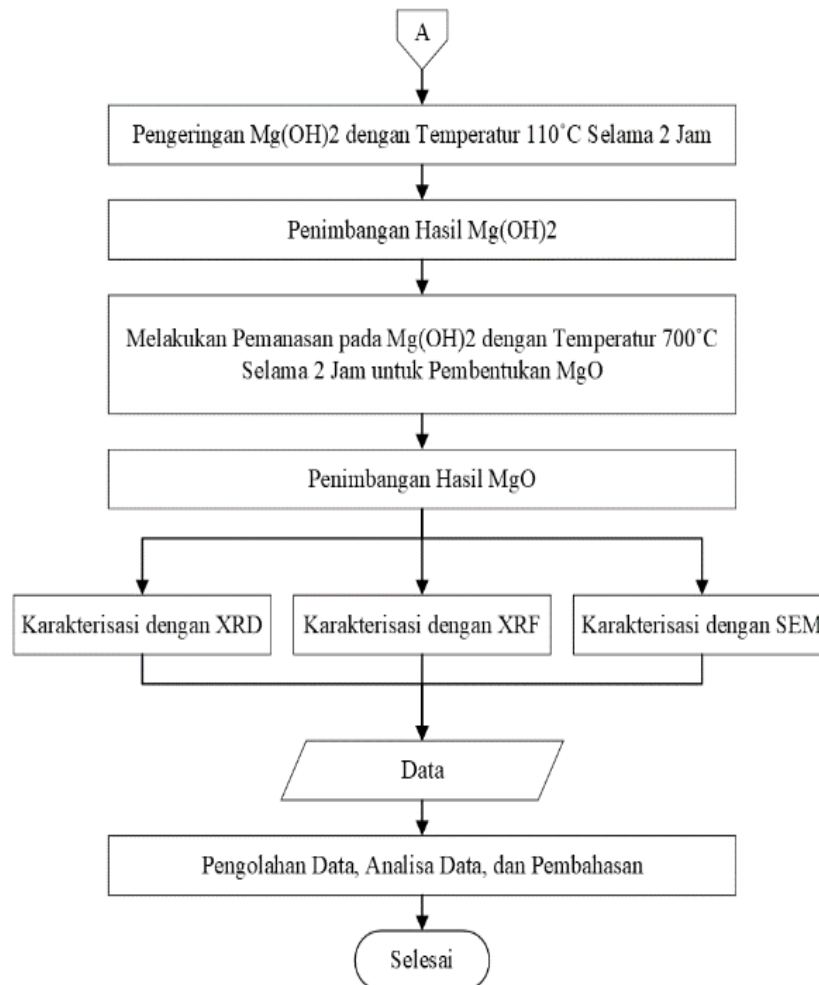 A
Pengeringan Mg(OH)2 dengan Temperatur 110˚C Selama 2 Jam
Penimbangan Hasil Mg(OH)2
Melakukan Pemanasan pada Mg(OH)2 dengan Temperatur 700˚C
Selama 2 Jam untuk Pembentukan MgO
Penimbangan Hasil MgO
Karakterisasi dengan XRD
Karakterisasi dengan XRF
Karakterisasi dengan SEM
Data
Pengolahan Data, Analisa Data, dan Pembahasan
Selesai